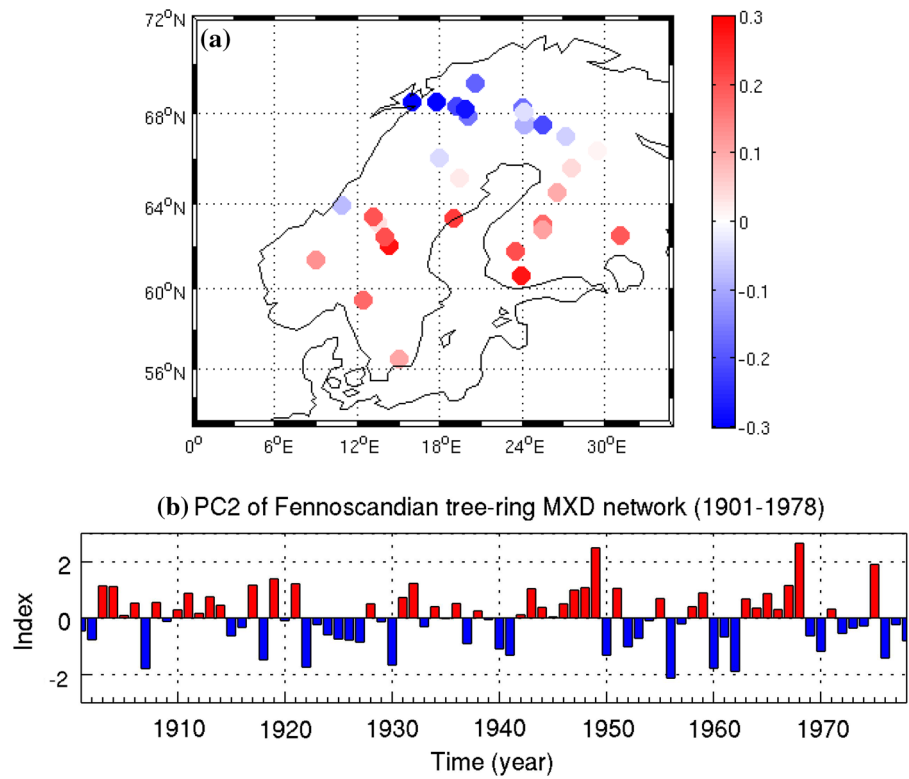 72°N
(a)
68°N
64°N
60°N
56°N
0°
6°E
12°E
18°E
24°E
30°E
0.3
0.2
0.1
0
-0.1
-0.2
-0.3
(b) PC2 of Fennoscandian tree-ring MXD network (1901-1978)
Index
2
0
-2
1910
1920
1930
1940
1950
1960
1970
Time (year)